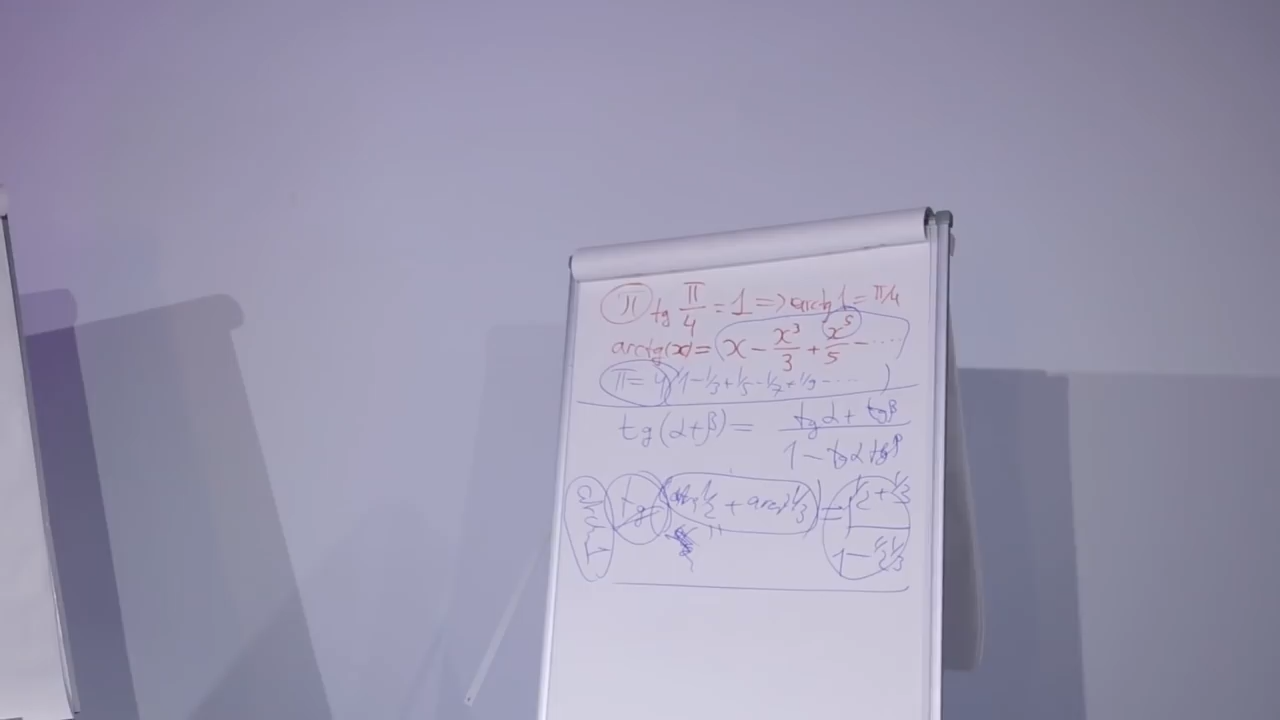 π tg π/4 = 1 => arctg 1 = π/4
arctg(x) = x - x³/3 + x⁵/5 - ....
π = 4(1 - 1/3 + 1/5 - 1/7 + 1/9 - .... )
tg(α+β) = (tgα + tgβ)/(1 - tgα tgβ)
tg( arctg 1/2 + arctg 1/3 ) = (1/2 + 1/3)/(1 - 1/2 1/3)